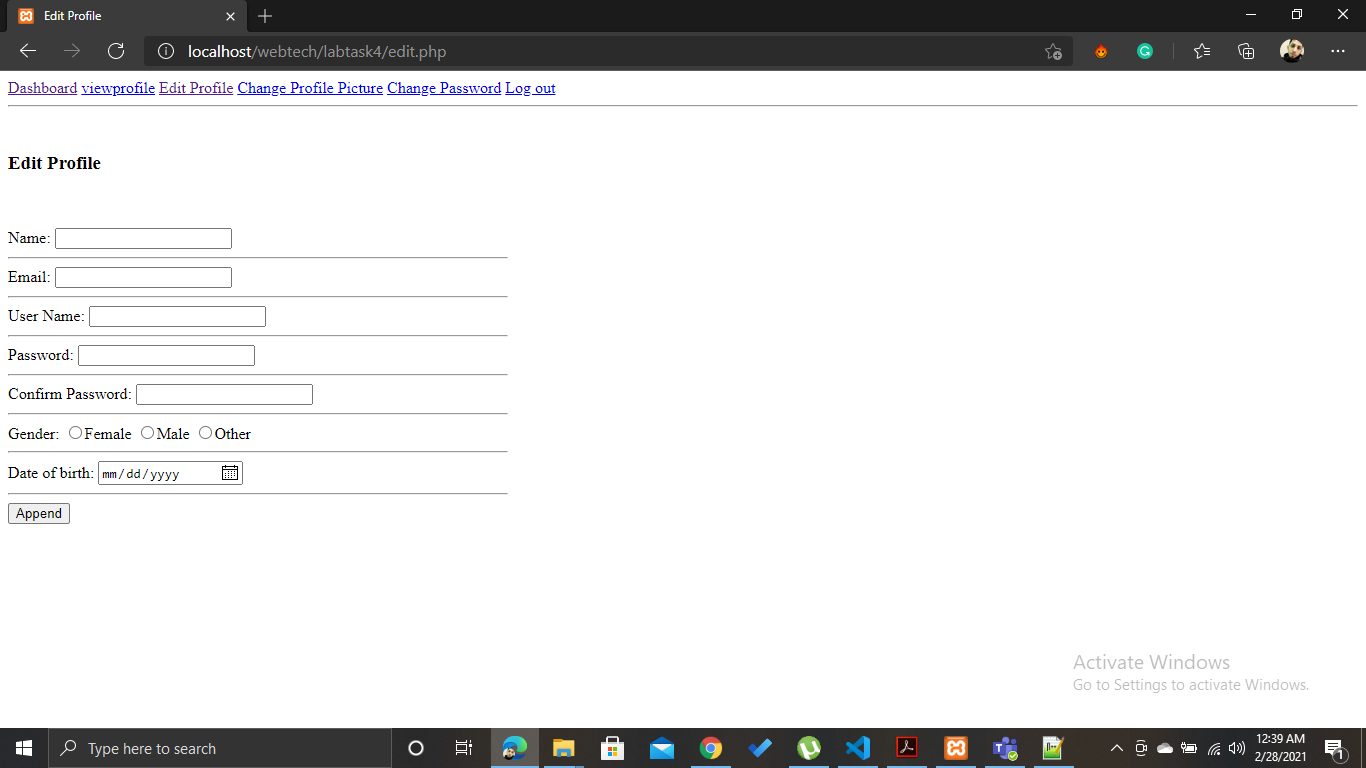 Edit Profile
localhost/webtech/labtask4/edit.php
Dashboard viewprofile Edit Profile Change Profile Picture Change Password Log out
Edit Profile
Name:
Email:
User Name:
Password:
Confirm Password:
Gender: Female Male Other
Date of birth: mm/dd/yyyy
Append
Activate Windows
Go to Settings to activate Windows.
Type here to search
12:39 AM
2/28/2021
1